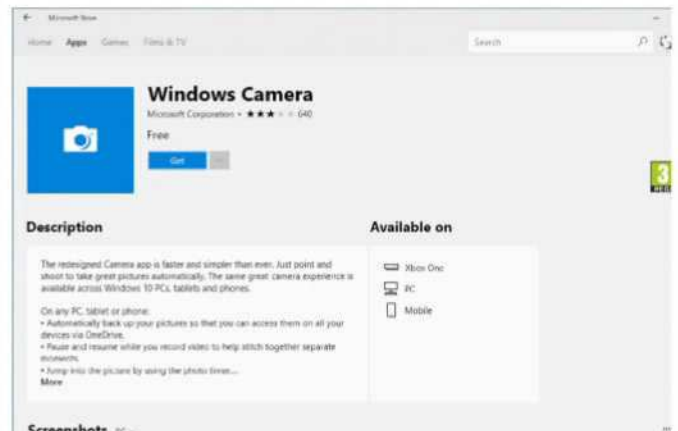 Microsoft Store
Home Apps Games Films & TV
Search
Windows Camera
Microsoft Corporation • 640
Free
Get
3
Description
Available on
The redesigned Camera app is faster and simpler than ever. Just point and
shoot to take great pictures automatically. The same great camera experience is
available across Windows 10 PCs, tablets and phones.
On any PC, tablet or phone:
• Automatically back up your pictures so that you can access them on all your
devices via OneDrive.
• Pause and resume while you record video to help stitch together separate
moments.
• Jump into the picture by using the photo timer....
More
Xbox One
PC
Mobile
Screenshots